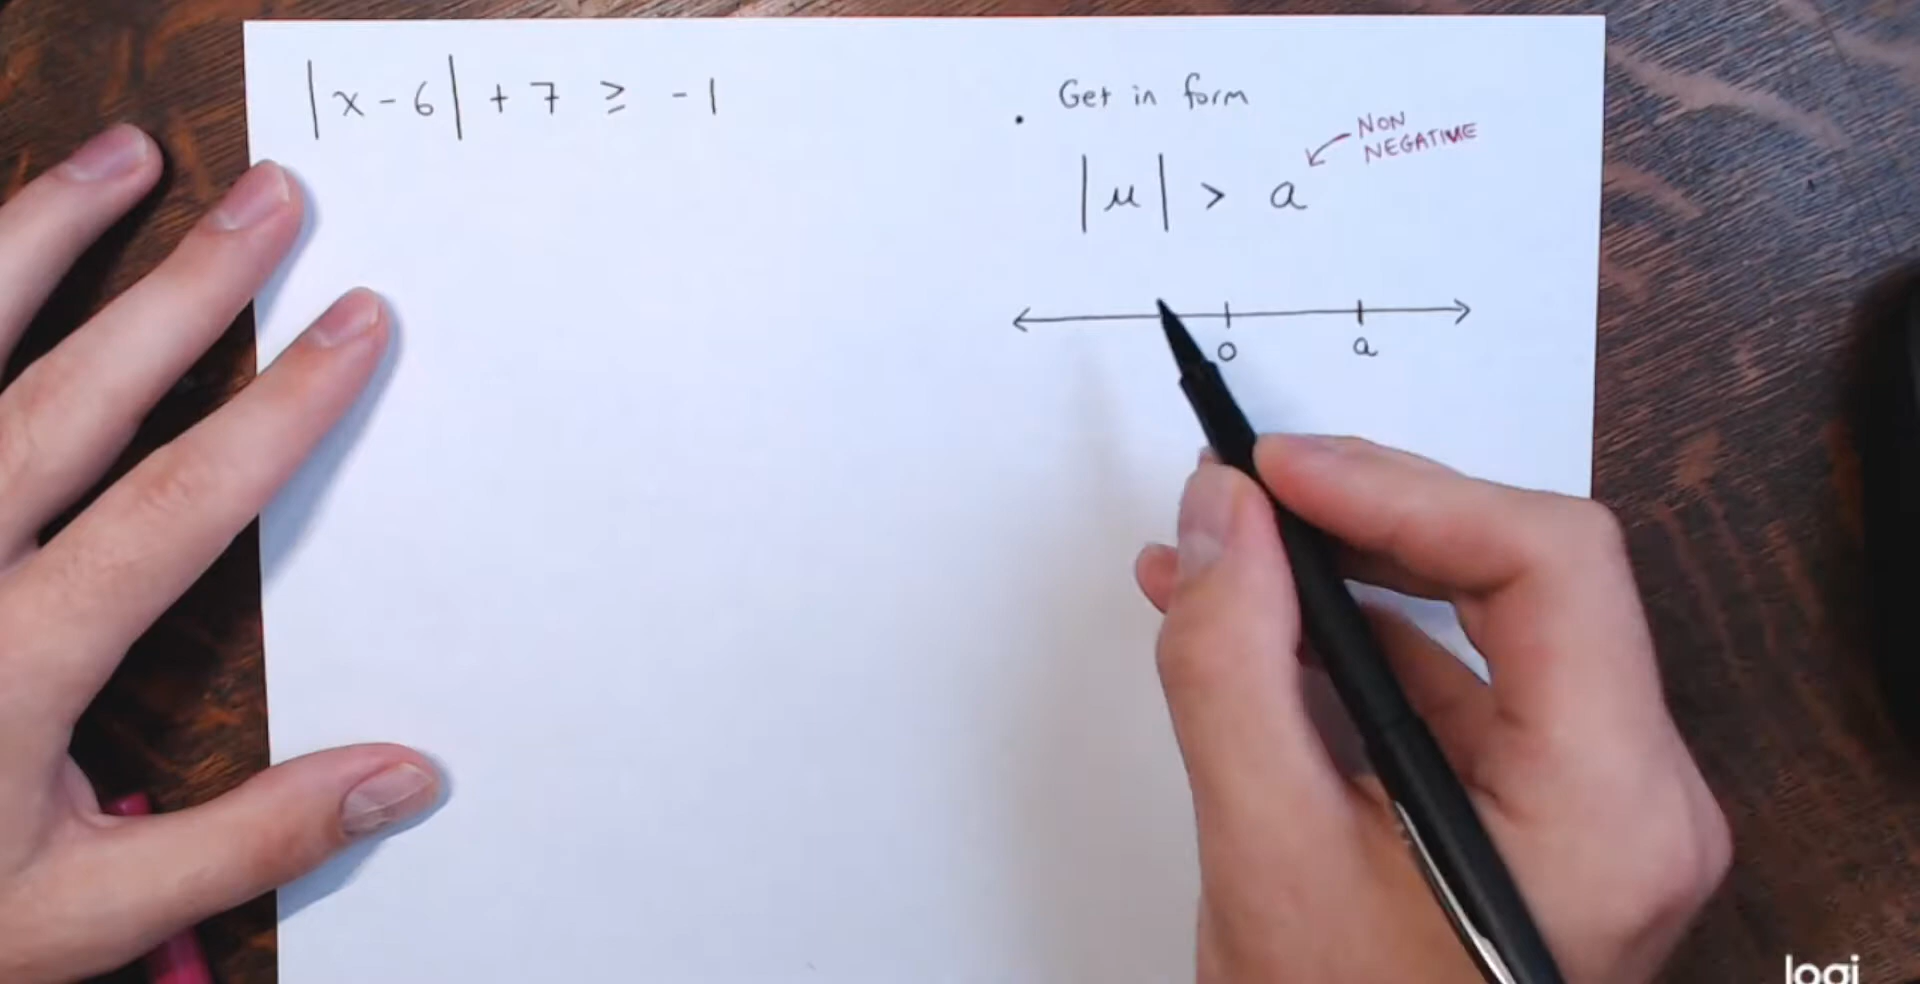 |x - 6| + 7 ≥ -1
. Get in form
NON
NEGATIVE
|u| > a
0 a
logi